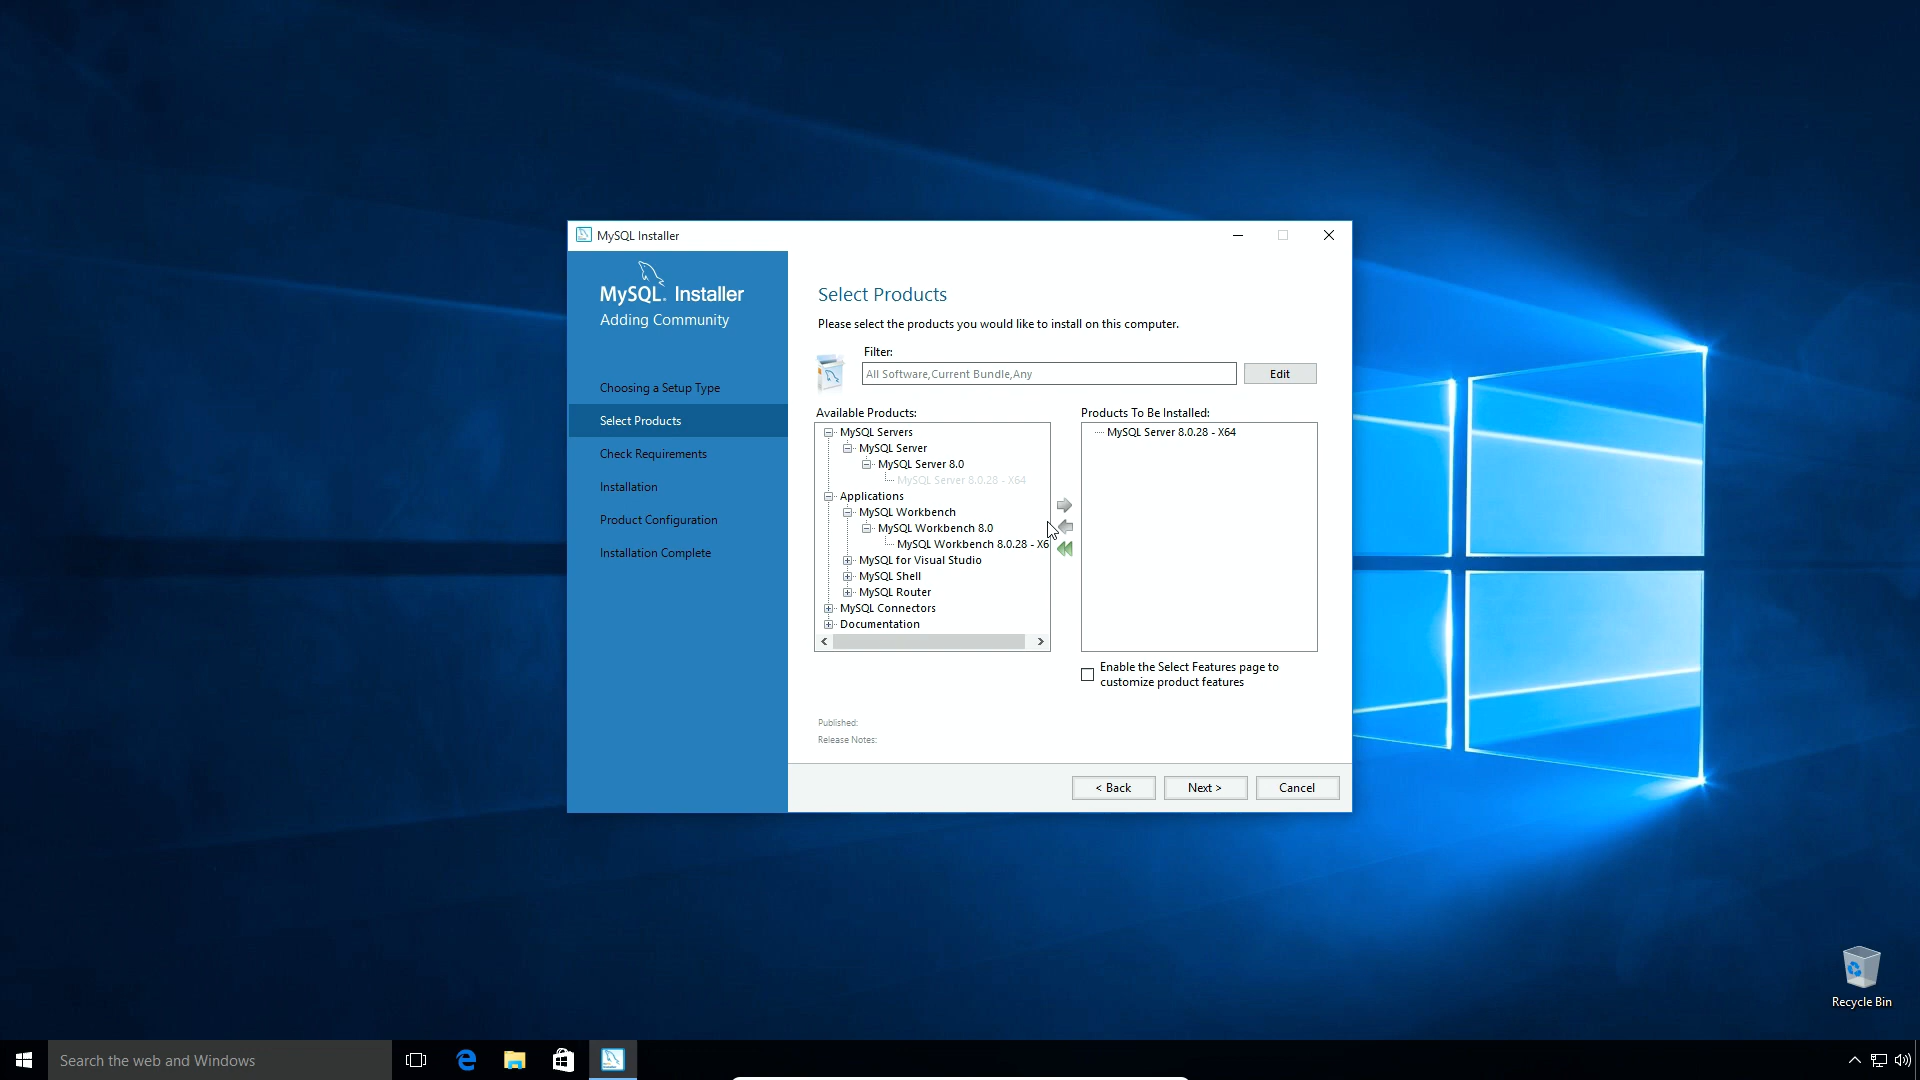 MySQL Installer
MySQL. Installer
Adding Community
Choosing a Setup Type
Select Products
Check Requirements
Installation
Product Configuration
Installation Complete
Select Products
Please select the products you would like to install on this computer.
Filter:
All Software,Current Bundle,Any
Edit
Available Products:
MySQL Servers
MySQL Server
MySQL Server 8.0
MySQL Server 8.0.28 - X64
Applications
MySQL Workbench
MySQL Workbench 8.0
MySQL Workbench 8.0.28 - X6
MySQL for Visual Studio
MySQL Shell
MySQL Router
MySQL Connectors
Documentation
Products To Be Installed:
MySQL Server 8.0.28 - X64
Enable the Select Features page to
customize product features
Published:
Release Notes:
< Back
Next >
Cancel
Recycle Bin
Search the web and Windows